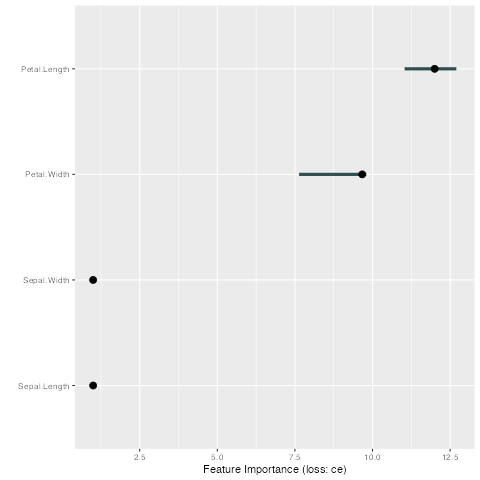 Petal.Length
Petal.Width
Sepal.Width
Sepal.Length
2.5 5.0 7.5 10.0 12.5
Feature Importance (loss: ce)